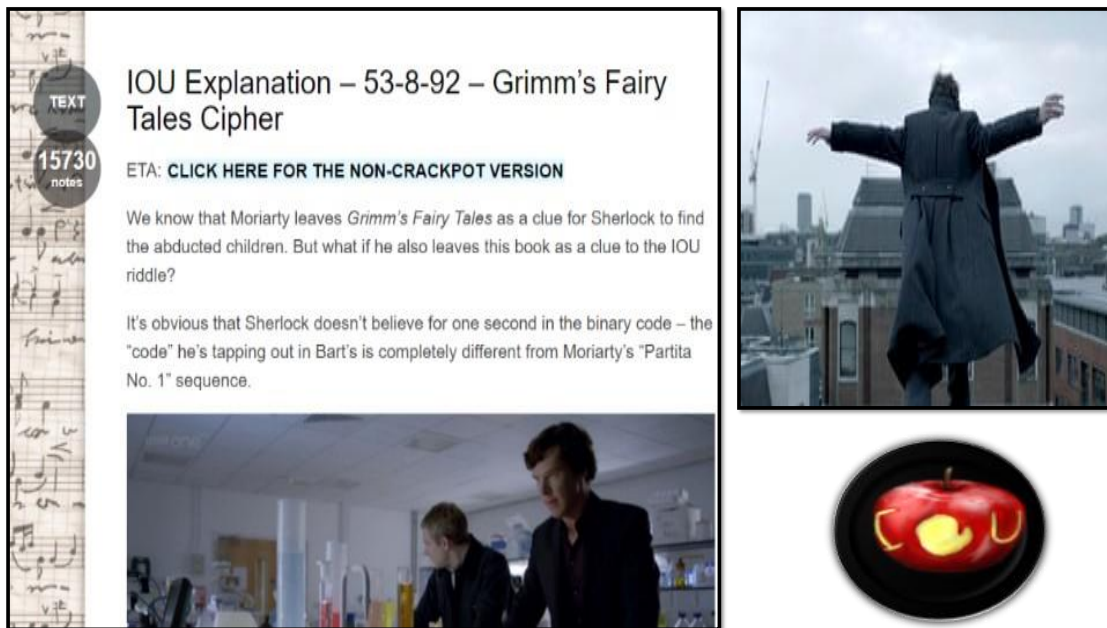 TEXT
15730
notes
IOU Explanation – 53-8-92 – Grimm's Fairy
Tales Cipher
ETA: CLICK HERE FOR THE NON-CRACKPOT VERSION
We know that Moriarty leaves Grimm's Fairy Tales as a clue for Sherlock to find
the abducted children. But what if he also leaves this book as a clue to the IOU
riddle?
It's obvious that Sherlock doesn't believe for one second in the binary code – the
“code” he's tapping out in Bart's is completely different from Moriarty's “Partita
No. 1” sequence.
I O U